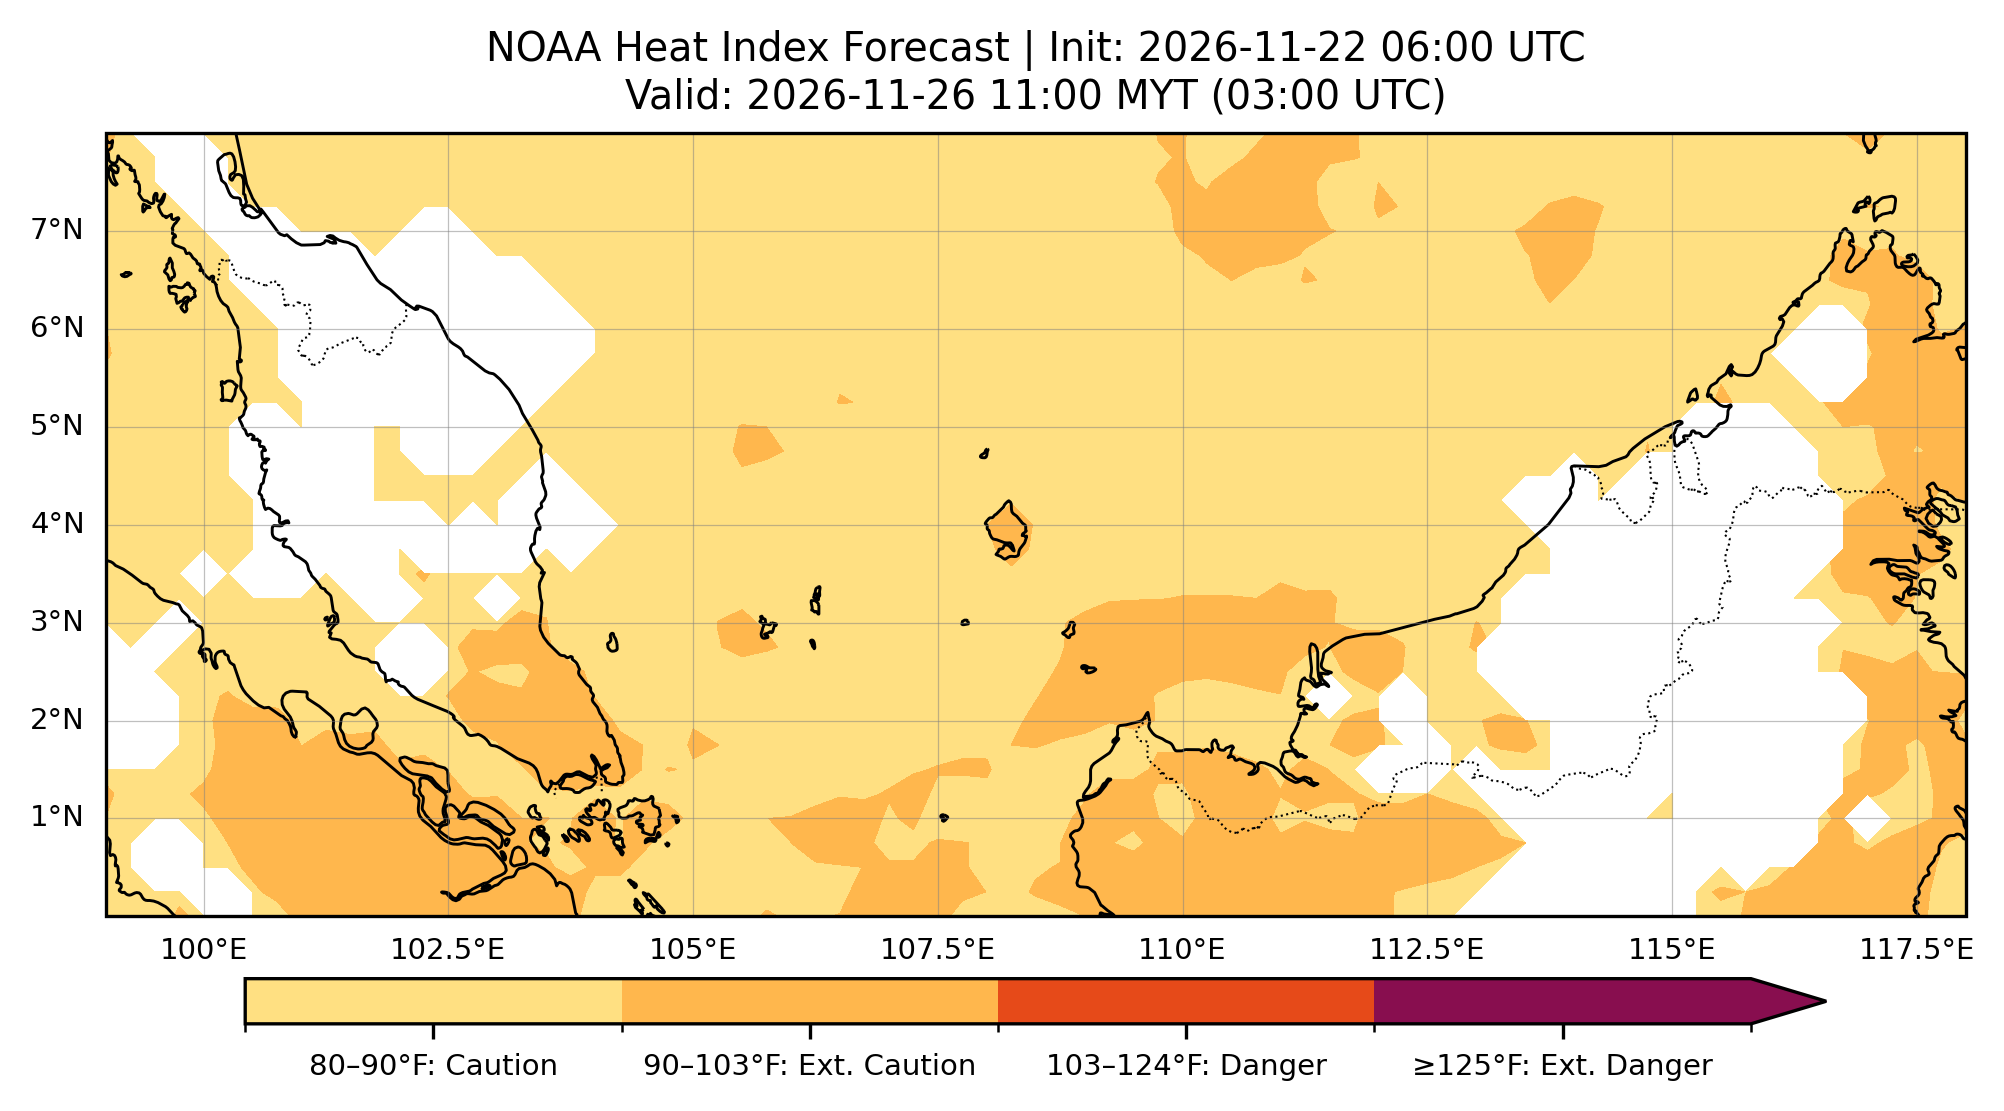 NOAA Heat Index Forecast | Init: 2026-11-22 06:00 UTC
Valid: 2026-11-26 11:00 MYT (03:00 UTC)
7°N
6°N
5°N
4°N
3°N
2°N
1°N
100°E 102.5°E 105°E 107.5°E 110°E 112.5°E 115°E 117.5°E
80–90°F: Caution 90–103°F: Ext. Caution 103–124°F: Danger ≥125°F: Ext. Danger